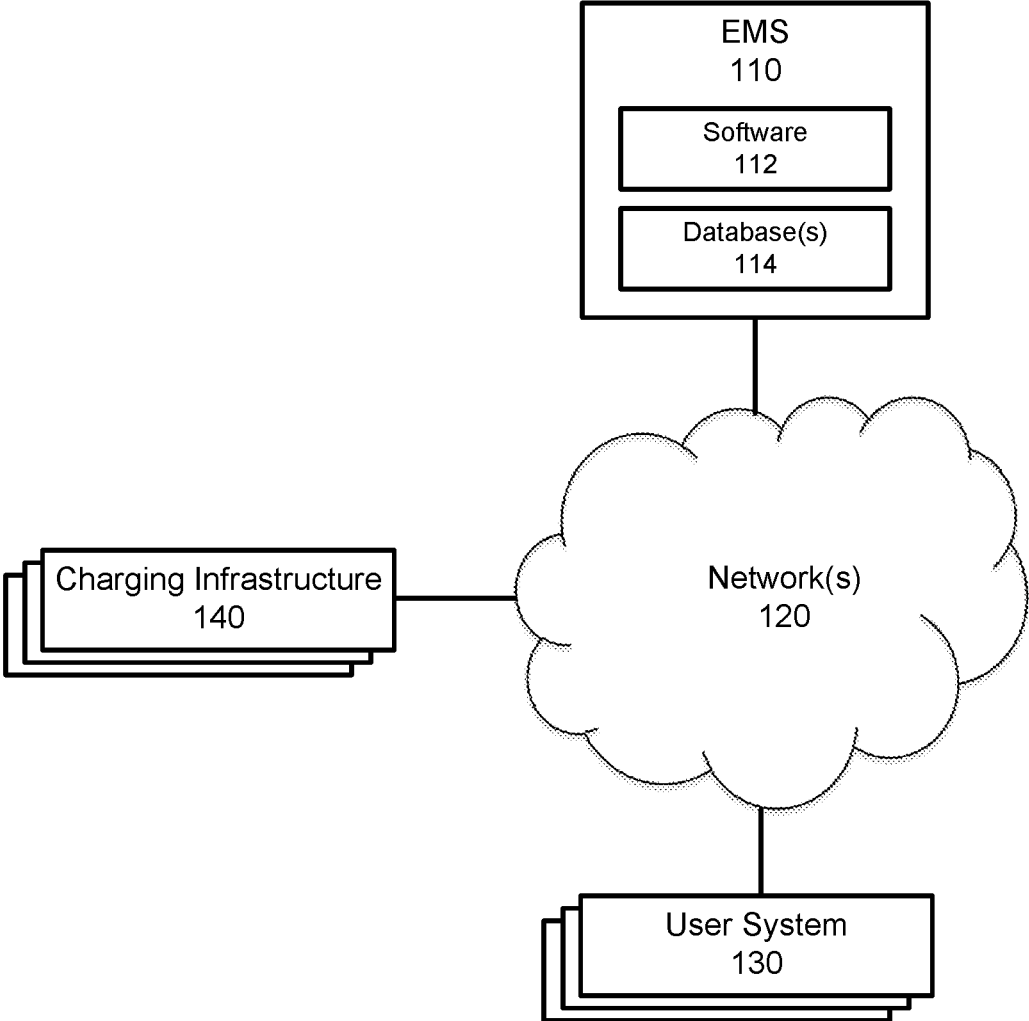 EMS
110
Software
112
Database(s)
114
Charging Infrastructure
140
Network(s)
120
User System
130